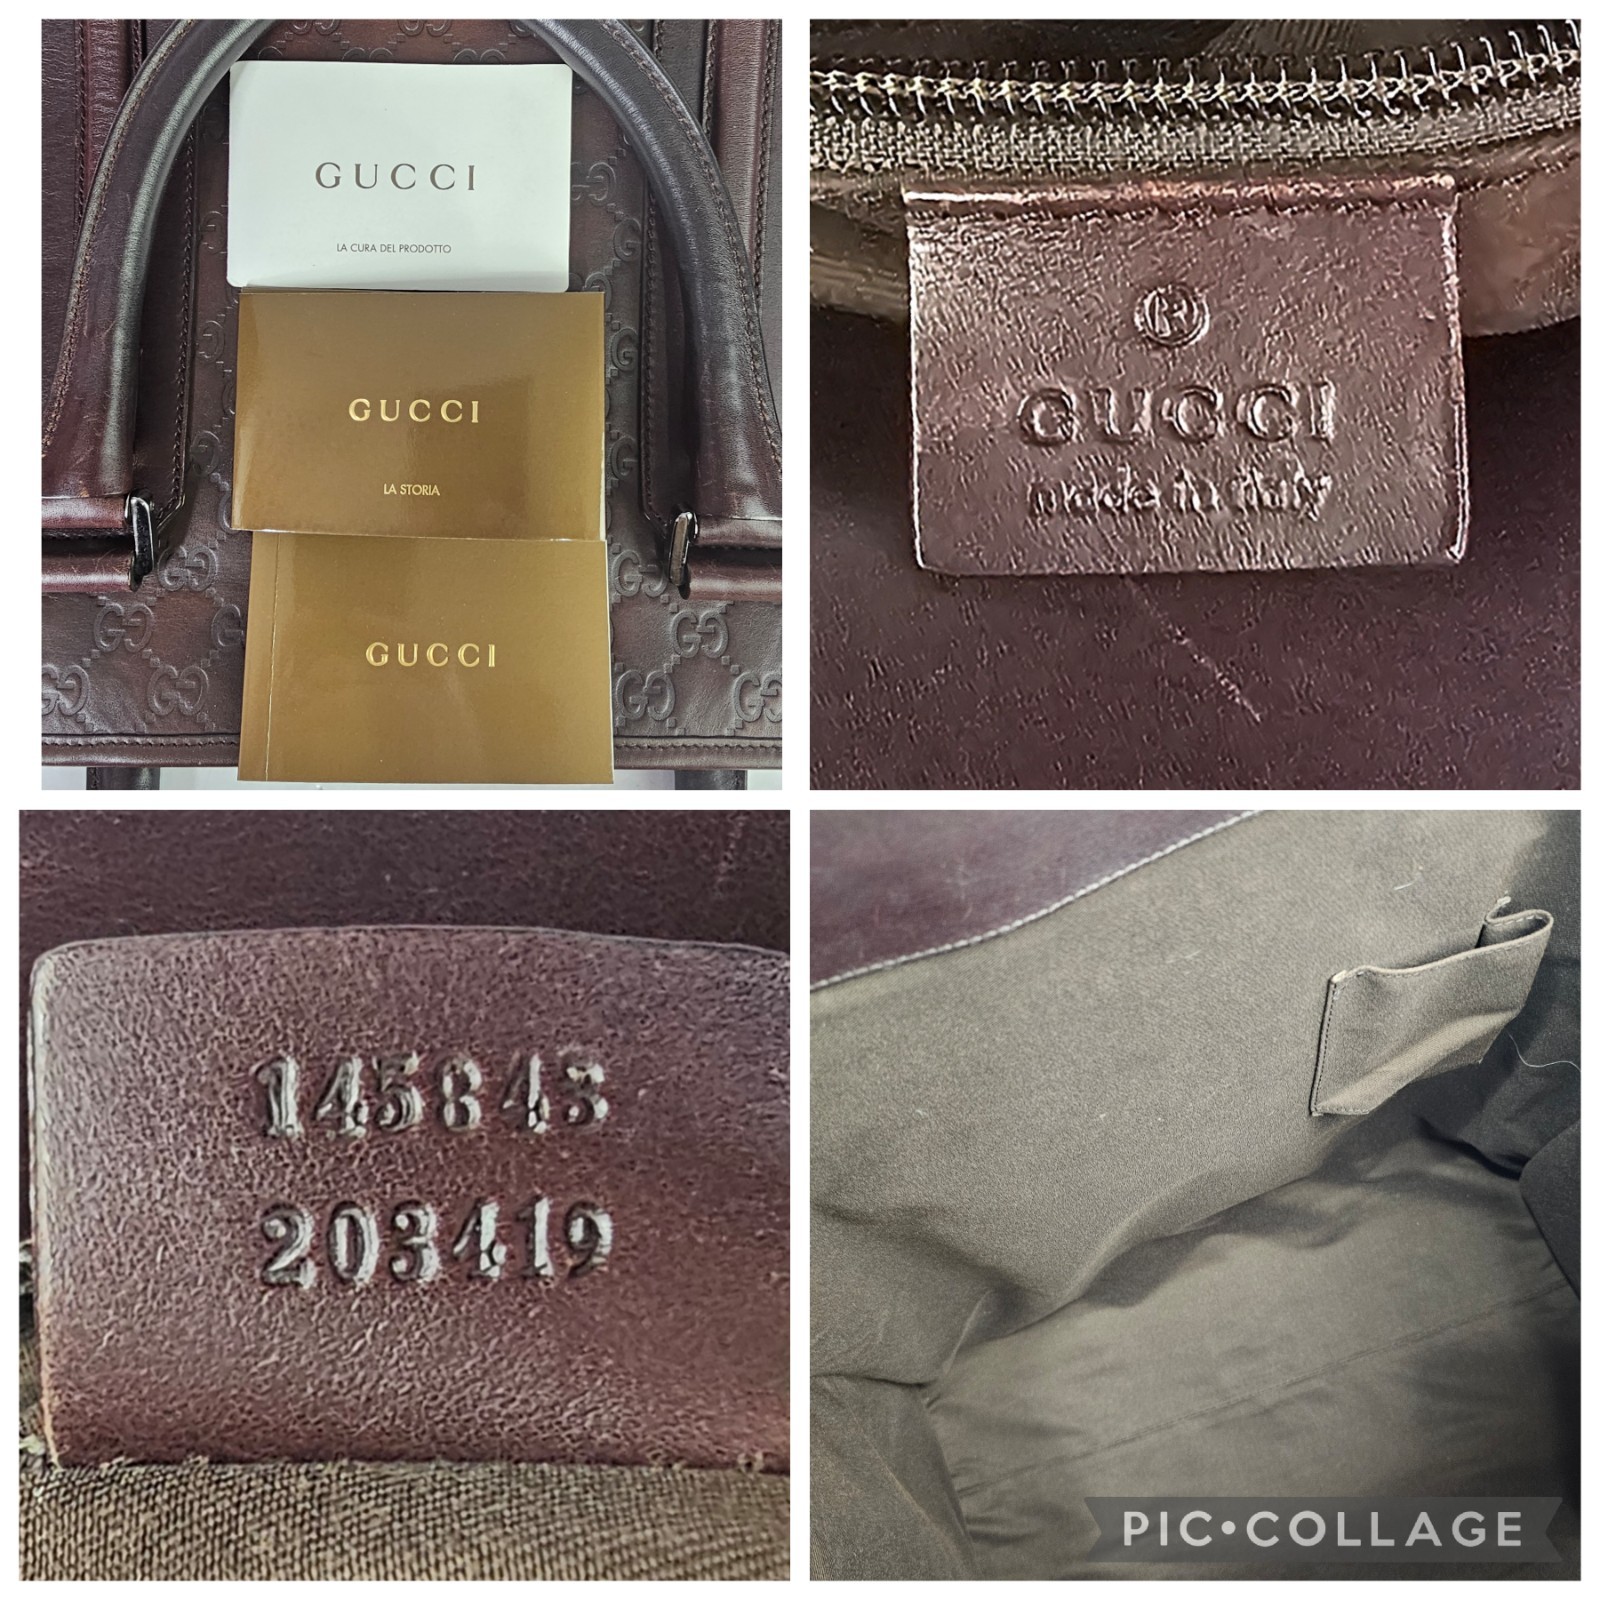 GUCCI
LA CURA DEL PRODOTTO
GUCCI
LA STORIA
GUCCI
®
GUCCI
made in italy
145843
203419
PIC•COLLAGE